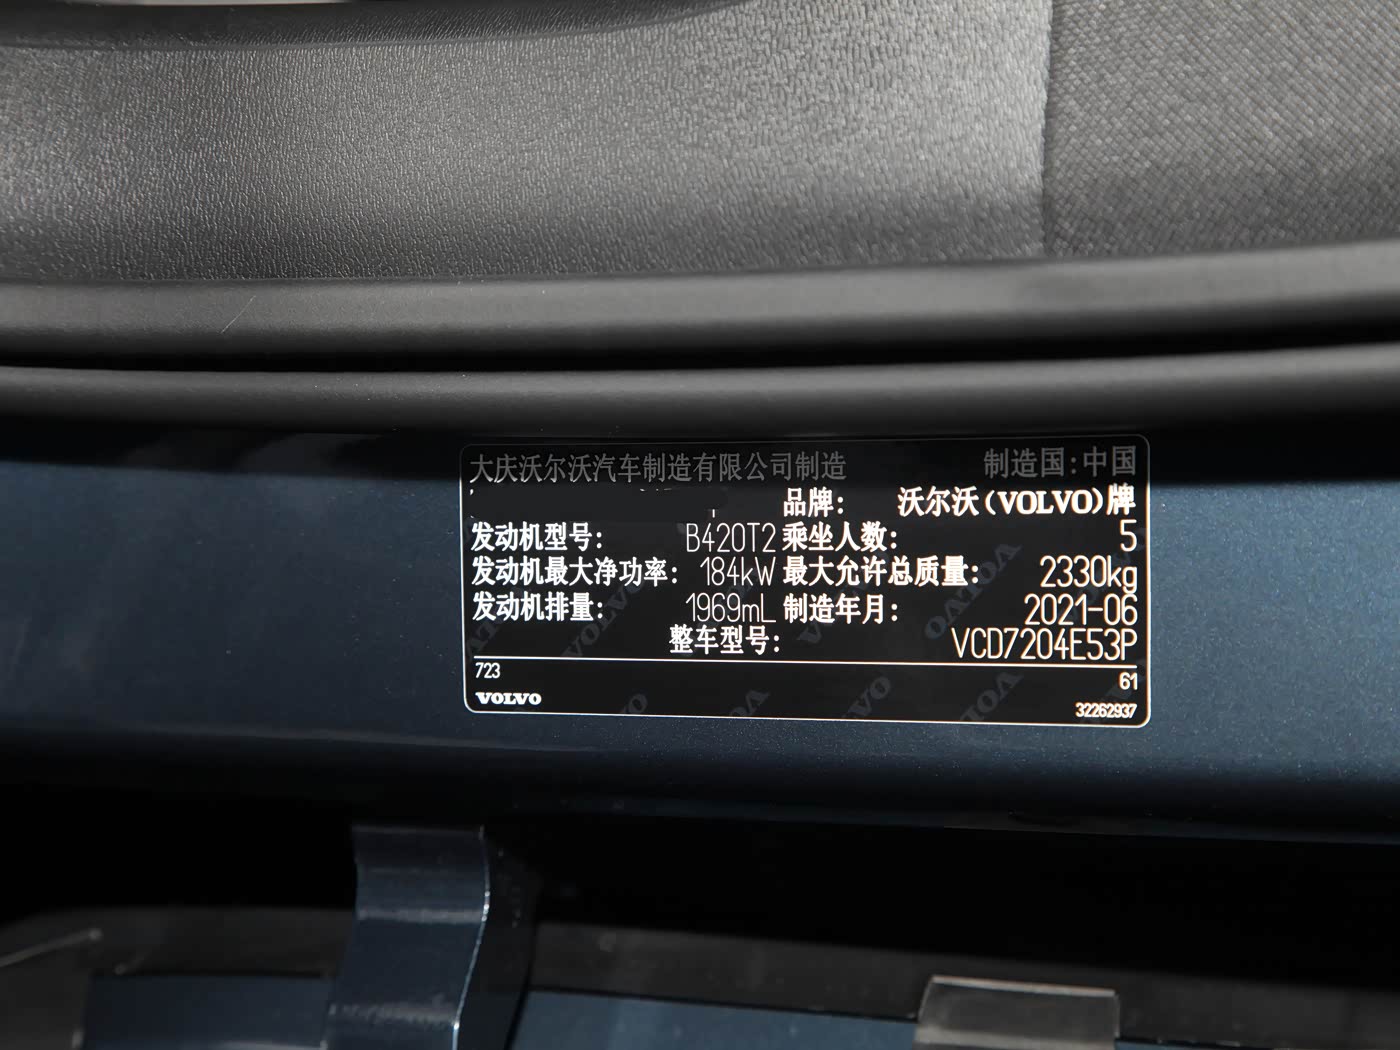 大庆沃尔沃汽车制造有限公司制造 制造国:中国
品牌: 沃尔沃(VOLVO)牌
发动机型号: B420T2 乘坐人数: 5
发动机最大净功率: 184kW 最大允许总质量: 2330kg
发动机排量: 1969mL 制造年月: 2021-06
整车型号: VCD7204E53P
723 61
VOLVO 32262937